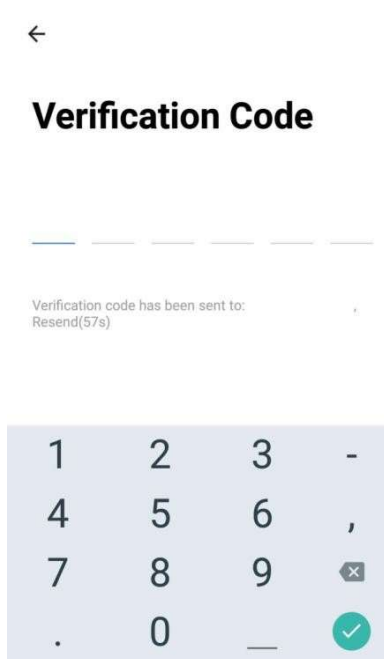 Verification Code
Verification code has been sent to: ,
Resend(57s)
1 2 3 -
4 5 6 ,
7 8 9
. 0 _